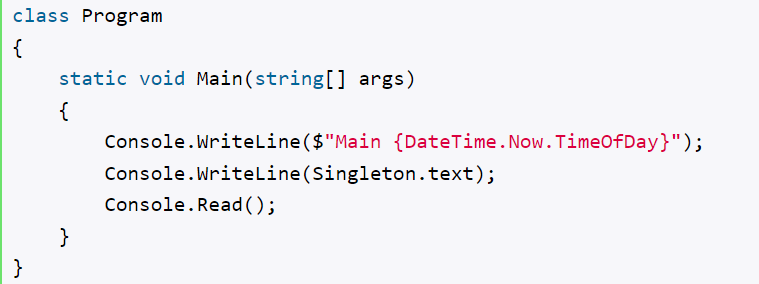 class Program
{
    static void Main(string[] args)
    {
        Console.WriteLine($"Main {DateTime.Now.TimeOfDay}");
        Console.WriteLine(Singleton.text);
        Console.Read();
    }
}